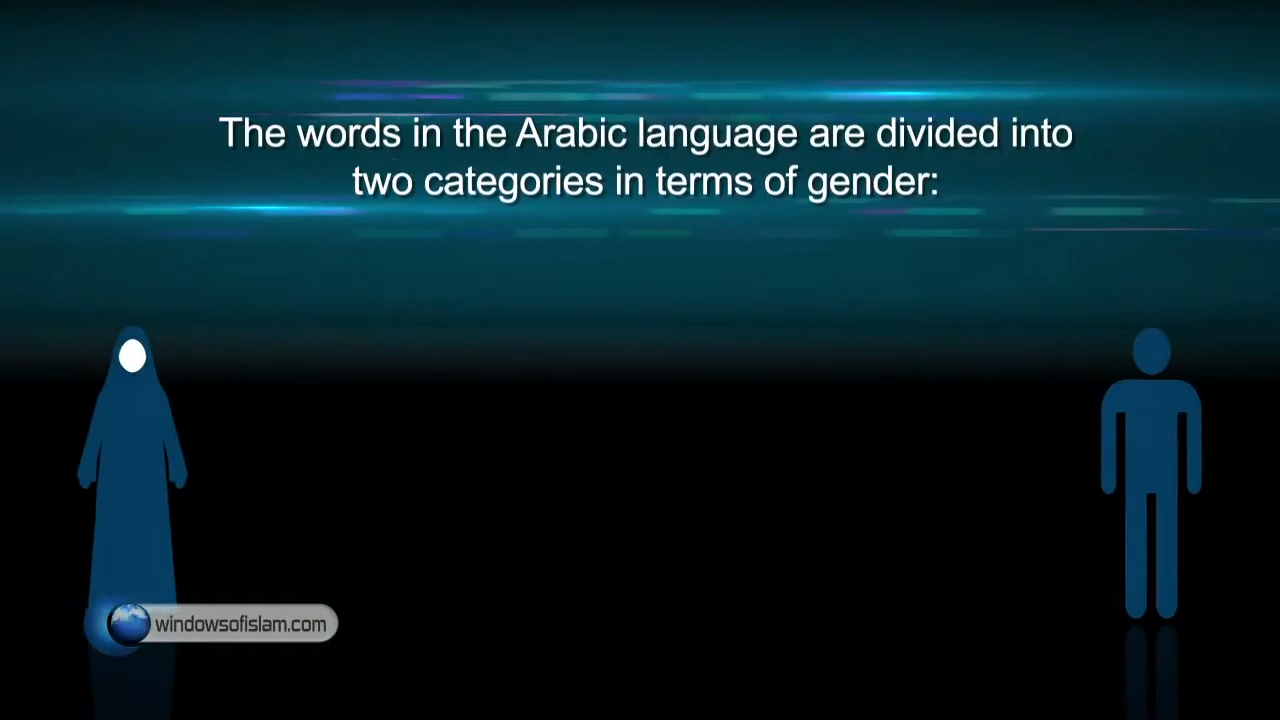 The words in the Arabic language are divided into
two categories in terms of gender:
windowsofislam.com